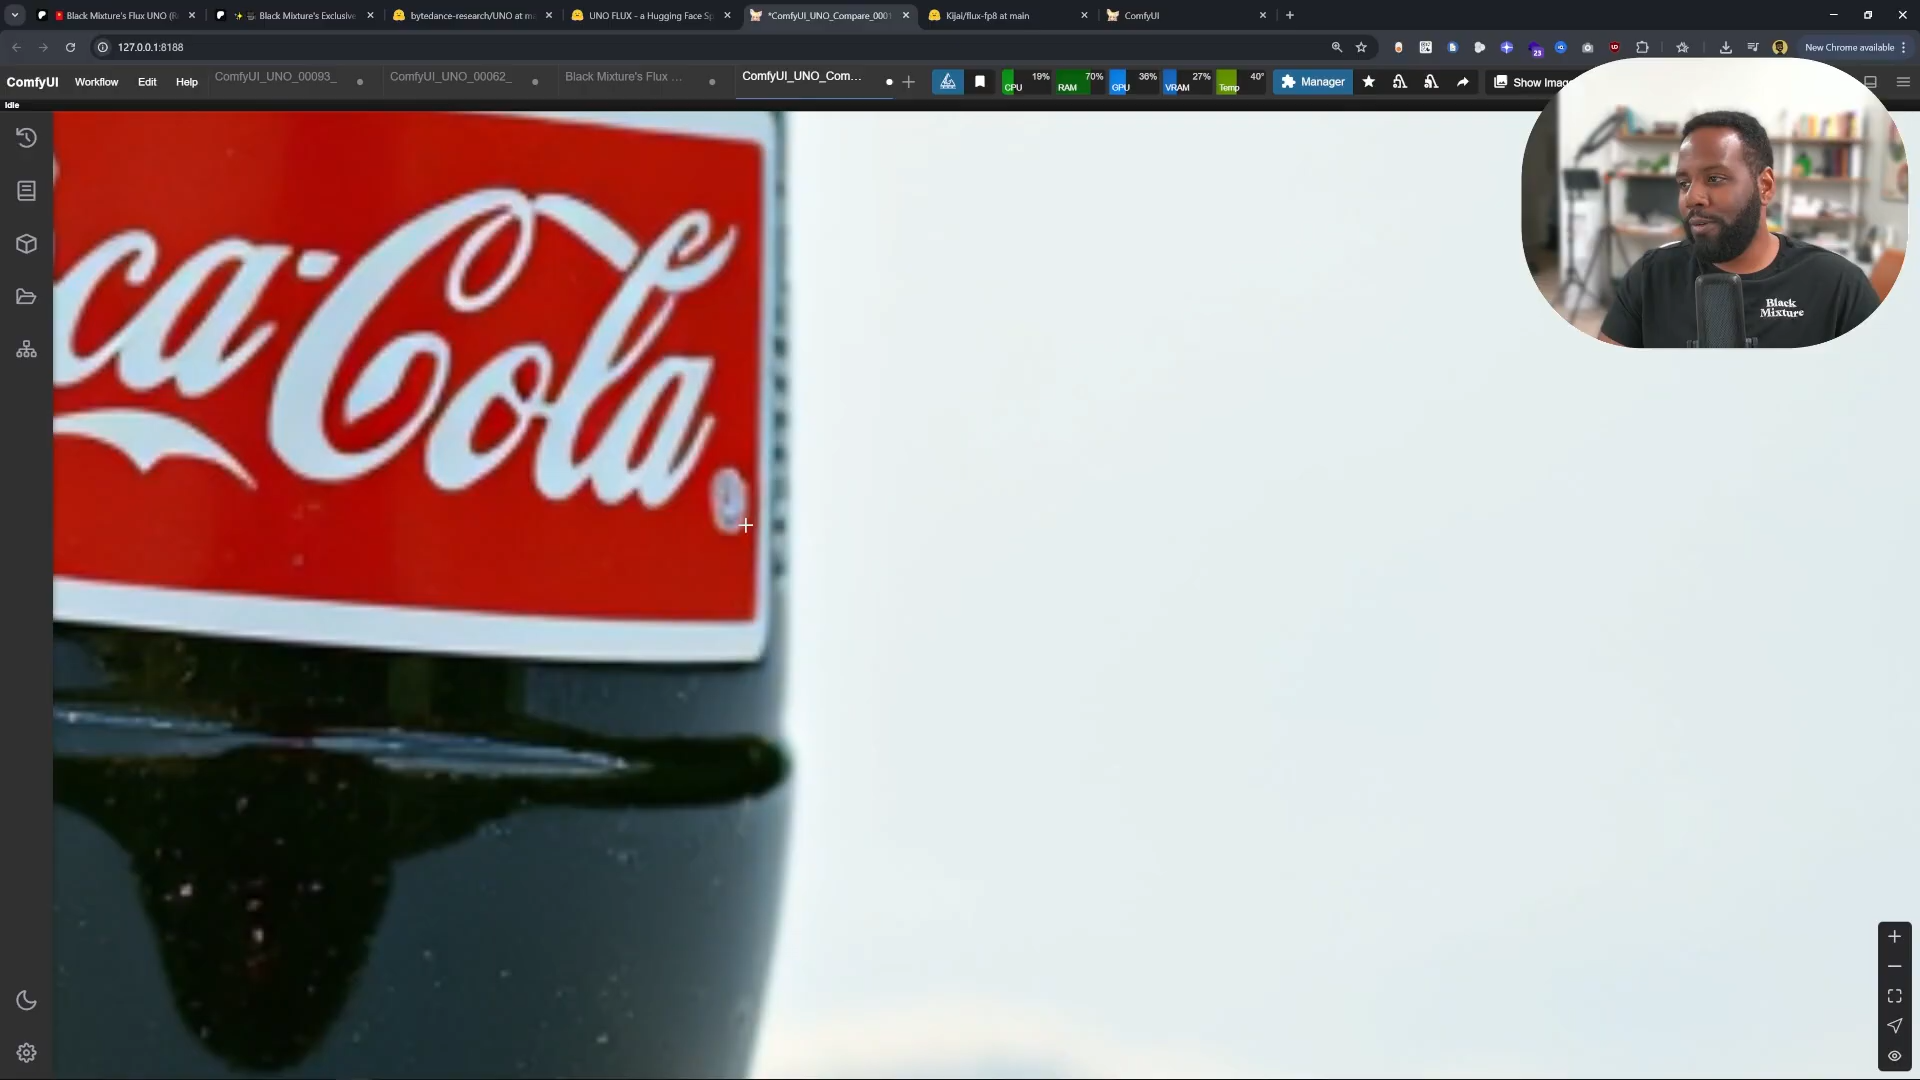 Black Mixture's Flux UNO (R
Black Mixture's Exclusive
bytedance-research/UNO at m
UNO FLUX - a Hugging Face Sp
*ComfyUI_UNO_Compare_0001
Kijai/flux-fp8 at main
ComfyUI
127.0.0.1:8188
23
New Chrome available
ComfyUI
Workflow
Edit
Help
ComfyUI_UNO_00093_
ComfyUI_UNO_00062_
Black Mixture's Flux ...
ComfyUI_UNO_Com...
CPU 19%
RAM 70%
GPU 36%
VRAM 27%
Temp 40°
Manager
Show Imag
Idle
ca-Cola
Black
Mixture